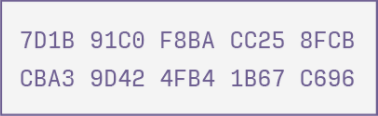 7D1B 91C0 F8BA CC25 8FCB
CBA3 9D42 4FB4 1B67 C696